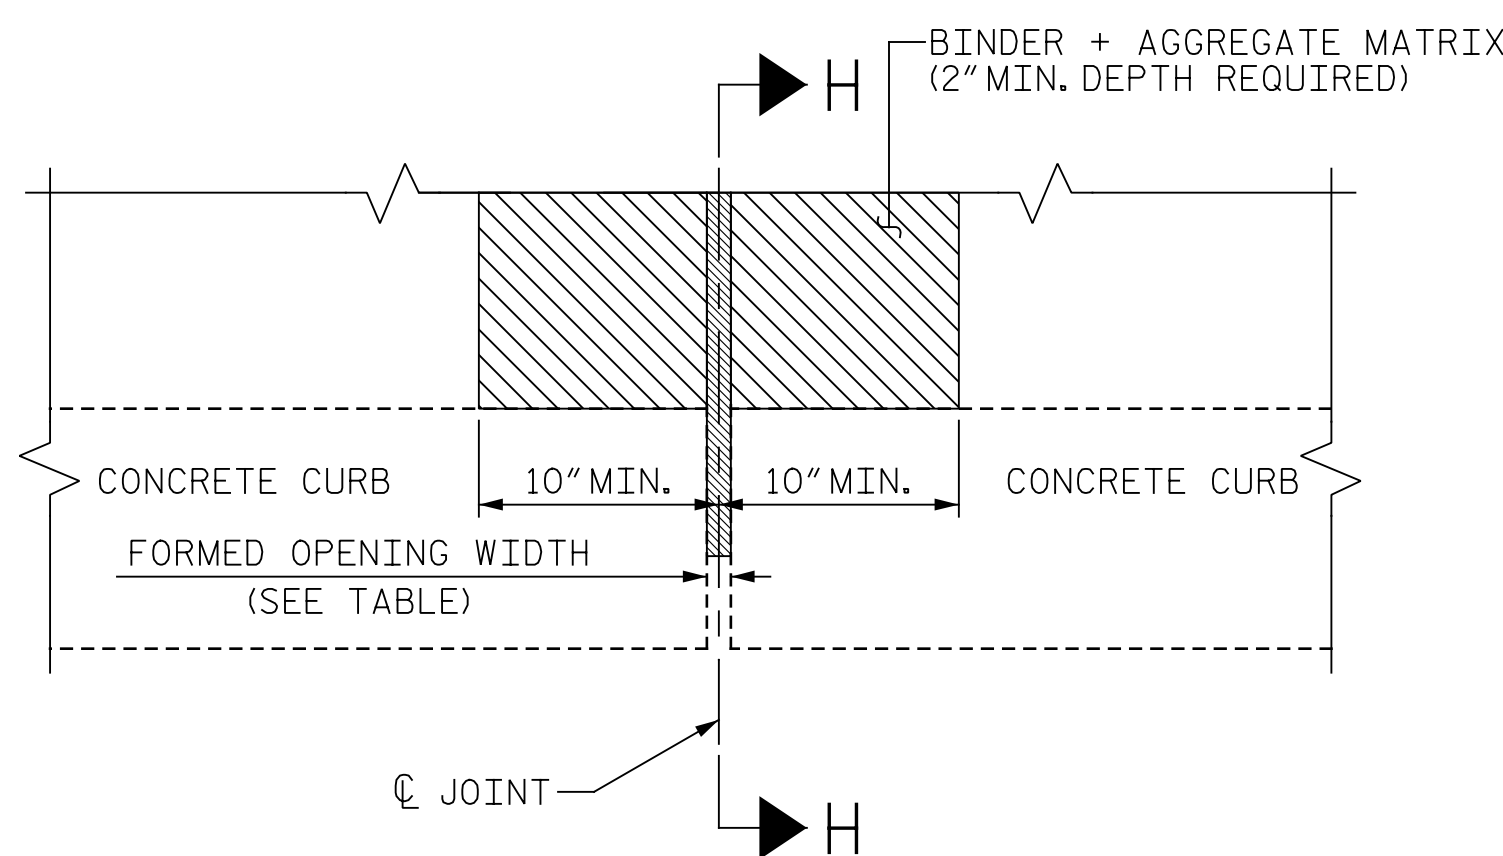 BINDER + AGGREGATE MATRIX
(2" MIN. DEPTH REQUIRED)
H
CONCRETE CURB
10" MIN.
10" MIN.
CONCRETE CURB
FORMED OPENING WIDTH
(SEE TABLE)
℄ JOINT
H